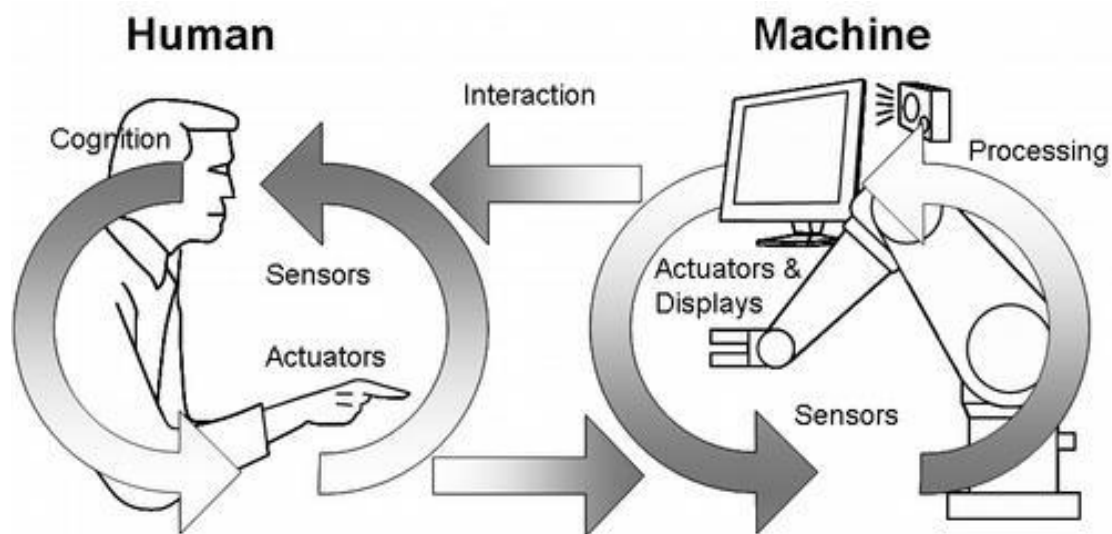 Human
Machine
Interaction
Cognition
Processing
Sensors
Actuators &
Displays
Actuators
Sensors